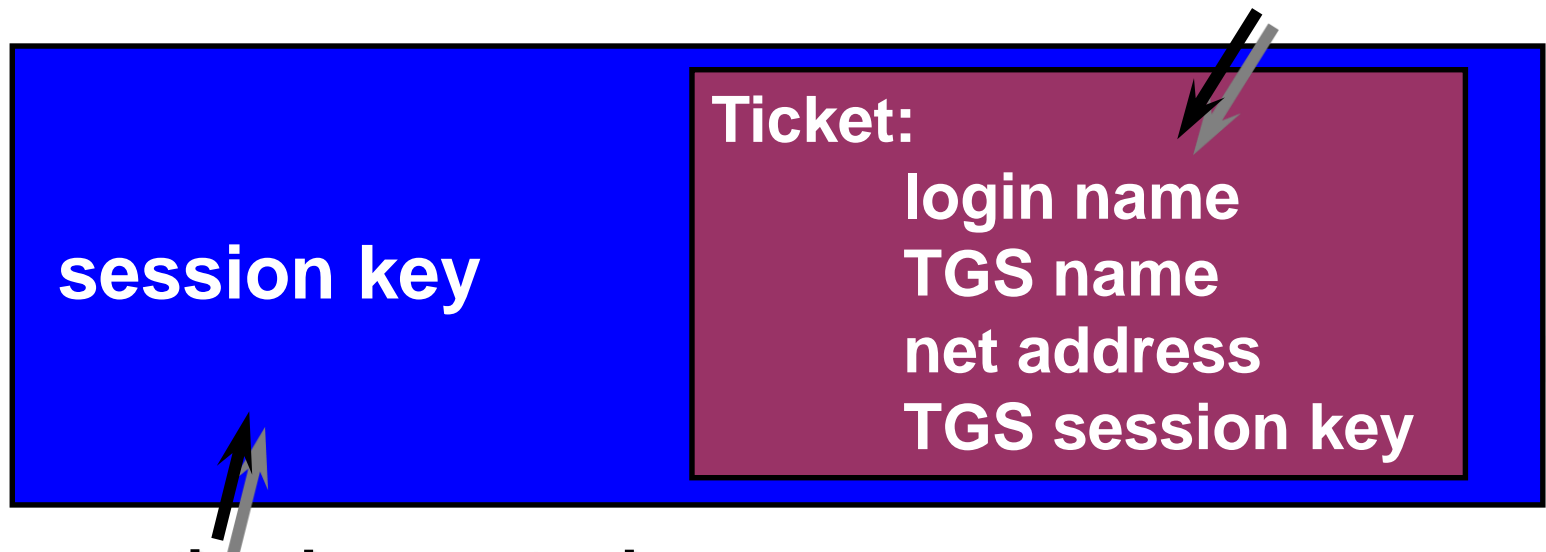 Ticket:
login name
TGS name
net address
TGS session key
session key